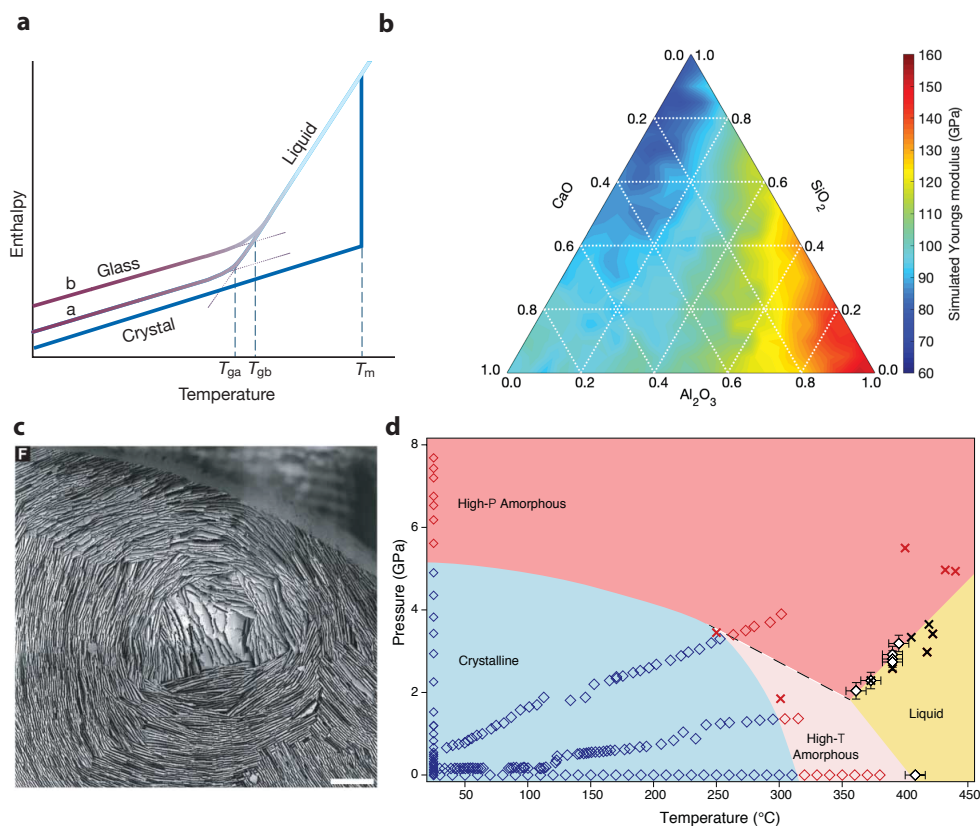 a
Enthalpy
Liquid
b
Glass
a
Crystal
Tga
Tgb
Tm
Temperature
b
0.0
1.0
0.2
0.8
CaO
SiO2
0.4
0.6
0.6
0.4
0.8
0.2
1.0
0.0
0.0
0.2
0.4
0.6
0.8
1.0
Al2O3
160
150
140
130
120
110
100
90
80
70
60
Simulated Youngs modulus (GPa)
c
F
d
8
6
4
2
0
Pressure (GPa)
High-P Amorphous
Crystalline
High-T
Amorphous
Liquid
50
100
150
200
250
300
350
400
450
Temperature (°C)